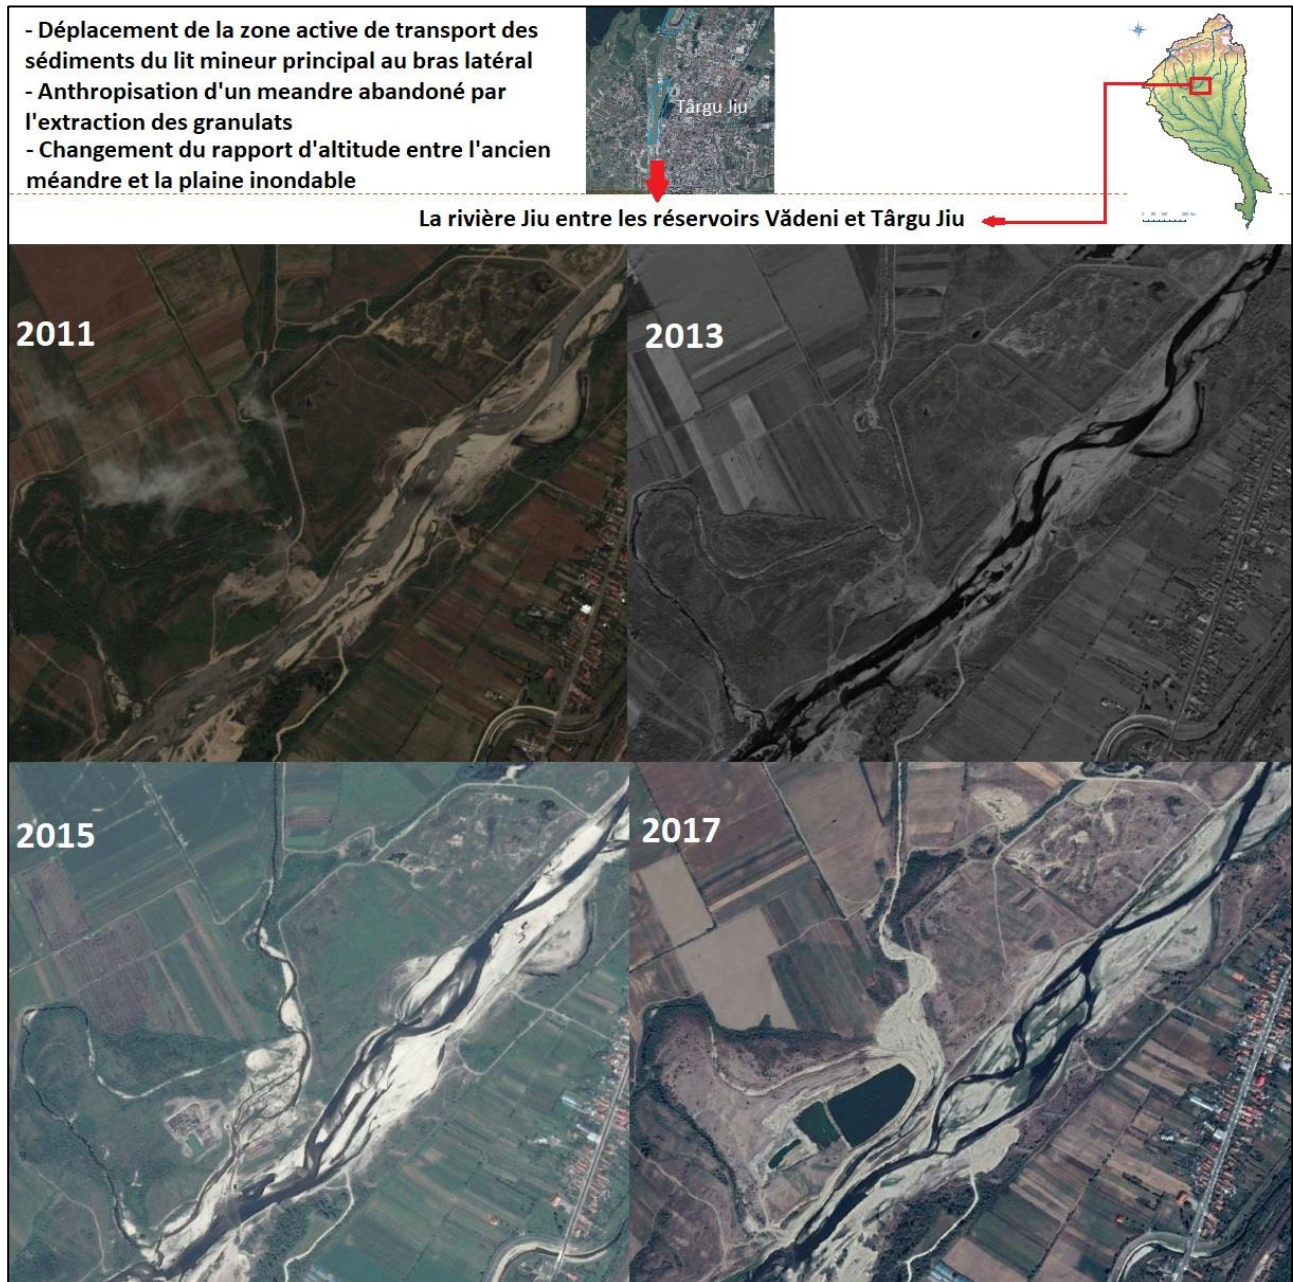 - Déplacement de la zone active de transport des
sédiments du lit mineur principal au bras latéral
- Anthropisation d'un meandre abandoné par
l'extraction des granulats
- Changement du rapport d'altitude entre l'ancien
méandre et la plaine inondable
Târgu Jiu
La rivière Jiu entre les réservoirs Vădeni et Târgu Jiu
2011
2013
2015
2017